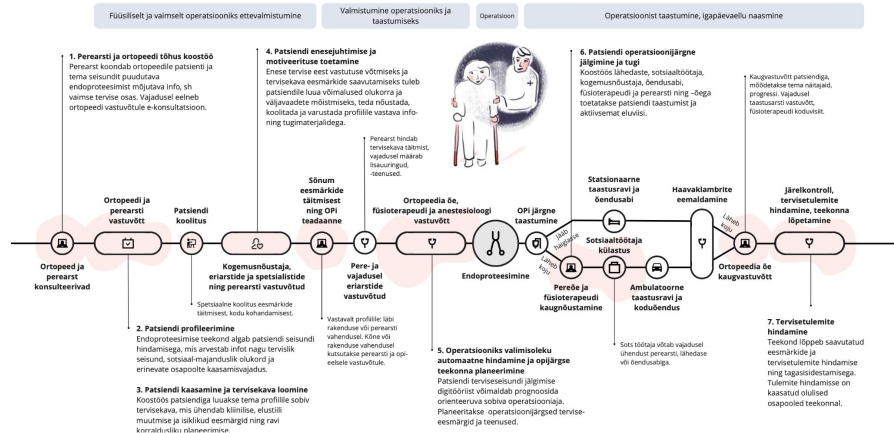 Füüsiliselt ja vaimselt operatsiooniks ettevalmistumine
Valmistumine operatsiooniks ja
taastumiseks
Operatsioon
Operatsioonist taastumine, igapäevaellu naasmine
1. Perearsti ja ortopeedi tõhus koostöö
Perearst koondab ortopeedile patsienti ja
tema seisundit puudutava
endoproteesimist mõjutava info, sh
vaimse tervise osas. Vajadusel eelneb
ortopeedi vastuvõtule e-konsultatsioon.
4. Patsiendi enesejuhtimise ja
motiveerituse toetamine
Enese tervise eest vastutuse võtmiseks ja
tervisekava eesmärkide saavutamiseks tuleb
patsiendile luua võimalused olukorra ja
väljavaadete mõistmiseks, teda nõustada,
koolitada ja varustada profiilile vastava info-
ning tugimaterjalidega.
Perearst hindab
tervisekava täitmist,
vajadusel määrab
lisauuringud,
-teenused.
6. Patsiendi operatsioonijärgne
jälgimine ja tugi
Koostöös lähedaste, sotsiaaltöötaja,
kogemusnõustaja, õendusabi,
füsioterapeudi ja perearsti ning –õega
toetatakse patsiendi taastumist ja
aktiivsemat eluviisi.
Kaugvastuvõtt patsiendiga,
mõõdetakse tema näitajaid,
progressi. Vajadusel
taastusarsti vastuvõtt,
füsioterapeudi koduvisiit.
Ortopeedi ja
perearsti
vastuvõtt
Patsiendi
koolitus
Sõnum
eesmärkide
täitmisest
ning OPi
teadaanne
Ortopeedia õe,
füsioterapeudi ja anestesioloogi
vastuvõtt
OPi järgne
taastumine
Statsionaarne
taastusravi ja
õendusabi
Haavaklambrite
eemaldamine
Järelkontroll,
tervisetulemite
hindamine, teekonna
lõpetamine
Jääb
haiglasse
Läheb
koju
Sotsiaaltöötaja
külastus
Läheb
koju
Ortopeed ja
perearst
konsulteerivad
Kogemusnõustaja,
eriarstide ja spetsialistide
ning perearsti vastuvõtud
Pere- ja
vajadusel
eriarstide
vastuvõtud
Endoproteesimine
Pereõe ja
füsioterapeudi
kaugnõustamine
Ambulatoorne
taastusravi ja
koduõendus
Ortopeedia õe
kaugvastuvõtt
Spetsiaalne koolitus eesmärkide
täitmisest, kodu kohandamisest.
2. Patsiendi profileerimine
Endoproteesimise teekond algab patsiendi seisundi
hindamisega, mis arvestab infot nagu tervislik
seisund, sotsiaal-majanduslik olukord ja
erinevate osapoolte kaasamisvajadus.
3. Patsiendi kaasamine ja tervisekava loomine
Koostöös patsiendiga luuakse tema profiilile sobiv
tervisekava, mis ühendab kliinilise, elustiili
muutmise ja isiklikud eesmärgid ning ravi
korraldusliku planeerimise.
Vastavalt profiilile: läbi
rakenduse või perearsti
vahendusel. Kõne või
rakenduse vahendusel
kutsutakse perearsti ja opi-
eelsele vastuvõtule.
5. Operatsiooniks valimisoleku
automaatne hindamine ja opijärgse
teekonna planeerimine
Patsiendi terviseseisundi jälgimise
digitööriist võimaldab prognoosida
orienteeruva sobiva operatsiooniaja.
Planeeritakse operatsioonijärgsed tervise-
eesmärgid ja teenused.
Sots töötaja võtab vajadusel
ühendust perearsti, lähedase
või õendusabiga.
7. Tervisetulemite
hindamine
Teekond lõppeb saavutatud
eesmärkide ja
tervisetulemite hindamise
ning tagasisidestamisega.
Tulemite hindamisse on
kaasatud olulised
osapooled teekonnal.